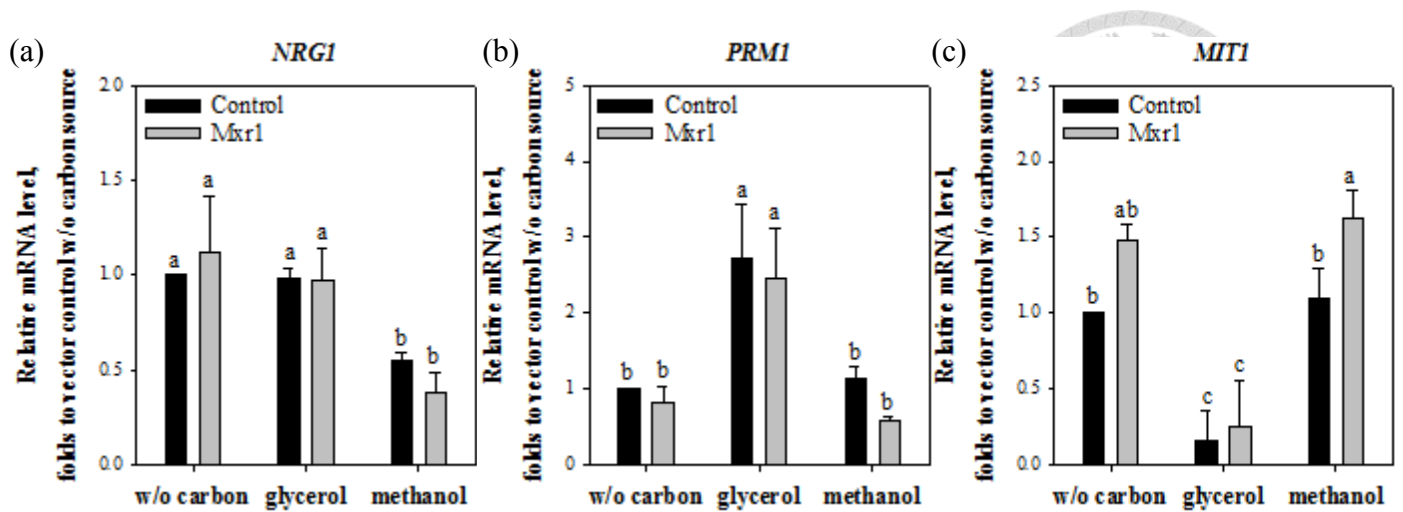 (a)
NRG1
Relative mRNA level,
folds to vector control w/o carbon source
2.0
1.5
1.0
0.5
0.0
Control
Mxr1
a
a
a
a
b
b
w/o carbon glycerol methanol
(b)
PRM1
Relative mRNA level,
folds to vector control w/o carbon source
5
4
3
2
1
0
Control
Mxr1
b
b
a
a
b
b
w/o carbon glycerol methanol
(c)
MIT1
Relative mRNA level,
folds to vector control w/o carbon source
2.5
2.0
1.5
1.0
0.5
0.0
Control
Mxr1
b
ab
c
c
b
a
w/o carbon glycerol methanol